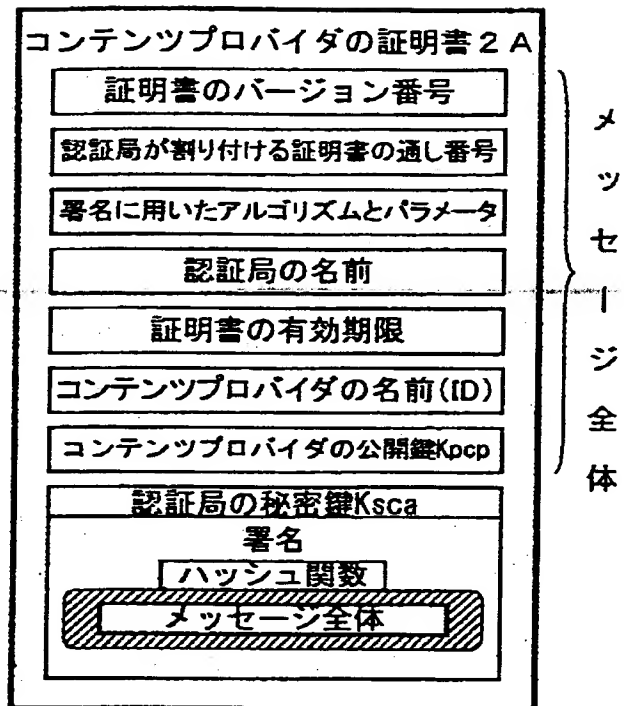 コンテンツプロバイダの証明書2A
証明書のバージョン番号
認証局が割り付ける証明書の通し番号
署名に用いたアルゴリズムとパラメータ
認証局の名前
証明書の有効期限
コンテンツプロバイダの名前(ID)
コンテンツプロバイダの公開鍵Kpcp
認証局の秘密鍵Ksca
署名
ハッシュ関数
メッセージ全体
メッセージ全体